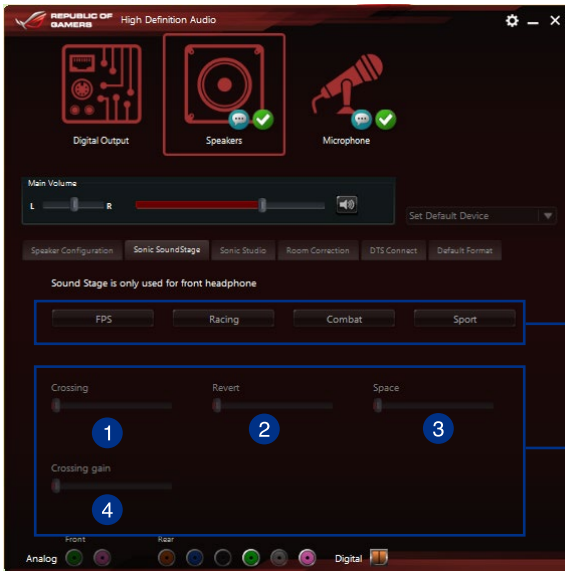 REPUBLIC OF
GAMERS
High Definition Audio
Digital Output
Speakers
Microphone
Main Volume
L
R
Set Default Device
Speaker Configuration
Sonic SoundStage
Sonic Studio
Room Correction
DTS Connect
Default Format
Sound Stage is only used for front headphone
FPS
Racing
Combat
Sport
Crossing
Revert
Space
1
2
3
Crossing gain
4
Front
Rear
Analog
Digital